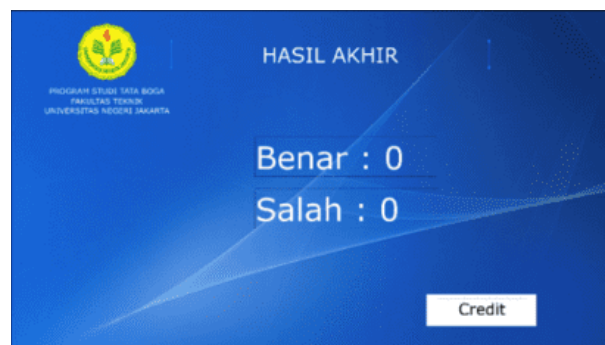 HASIL AKHIR
PROGRAM STUDI TATA BOGA
FAKULTAS TEKNIK
UNIVERSITAS NEGERI JAKARTA
Benar : 0
Salah : 0
Credit